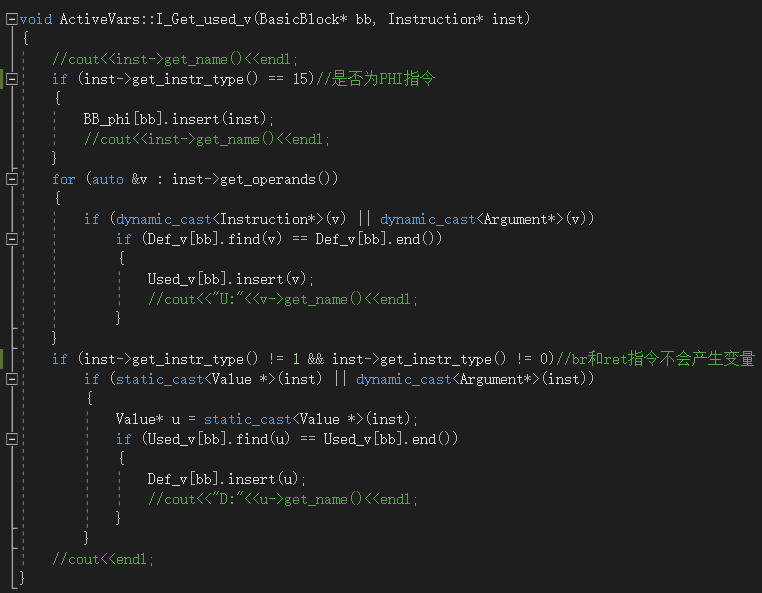 void ActiveVars::I_Get_used_v(BasicBlock* bb, Instruction* inst)
{
    //cout<<inst->get_name()<<endl;
    if (inst->get_instr_type() == 15)//是否为PHI指令
    {
        BB_phi[bb].insert(inst);
        //cout<<inst->get_name()<<endl;
    }
    for (auto &v : inst->get_operands())
    {
        if (dynamic_cast<Instruction*>(v) || dynamic_cast<Argument*>(v))
            if (Def_v[bb].find(v) == Def_v[bb].end())
            {
                Used_v[bb].insert(v);
                //cout<<"U:"<<v->get_name()<<endl;
            }
    }
    if (inst->get_instr_type() != 1 && inst->get_instr_type() != 0)//br和ret指令不会产生变量
        if (static_cast<Value *>(inst) || dynamic_cast<Argument*>(inst))
        {
            Value* u = static_cast<Value *>(inst);
            if (Used_v[bb].find(u) == Used_v[bb].end())
            {
                Def_v[bb].insert(u);
                //cout<<"D:"<<u->get_name()<<endl;
            }
        }
    //cout<<endl;
}